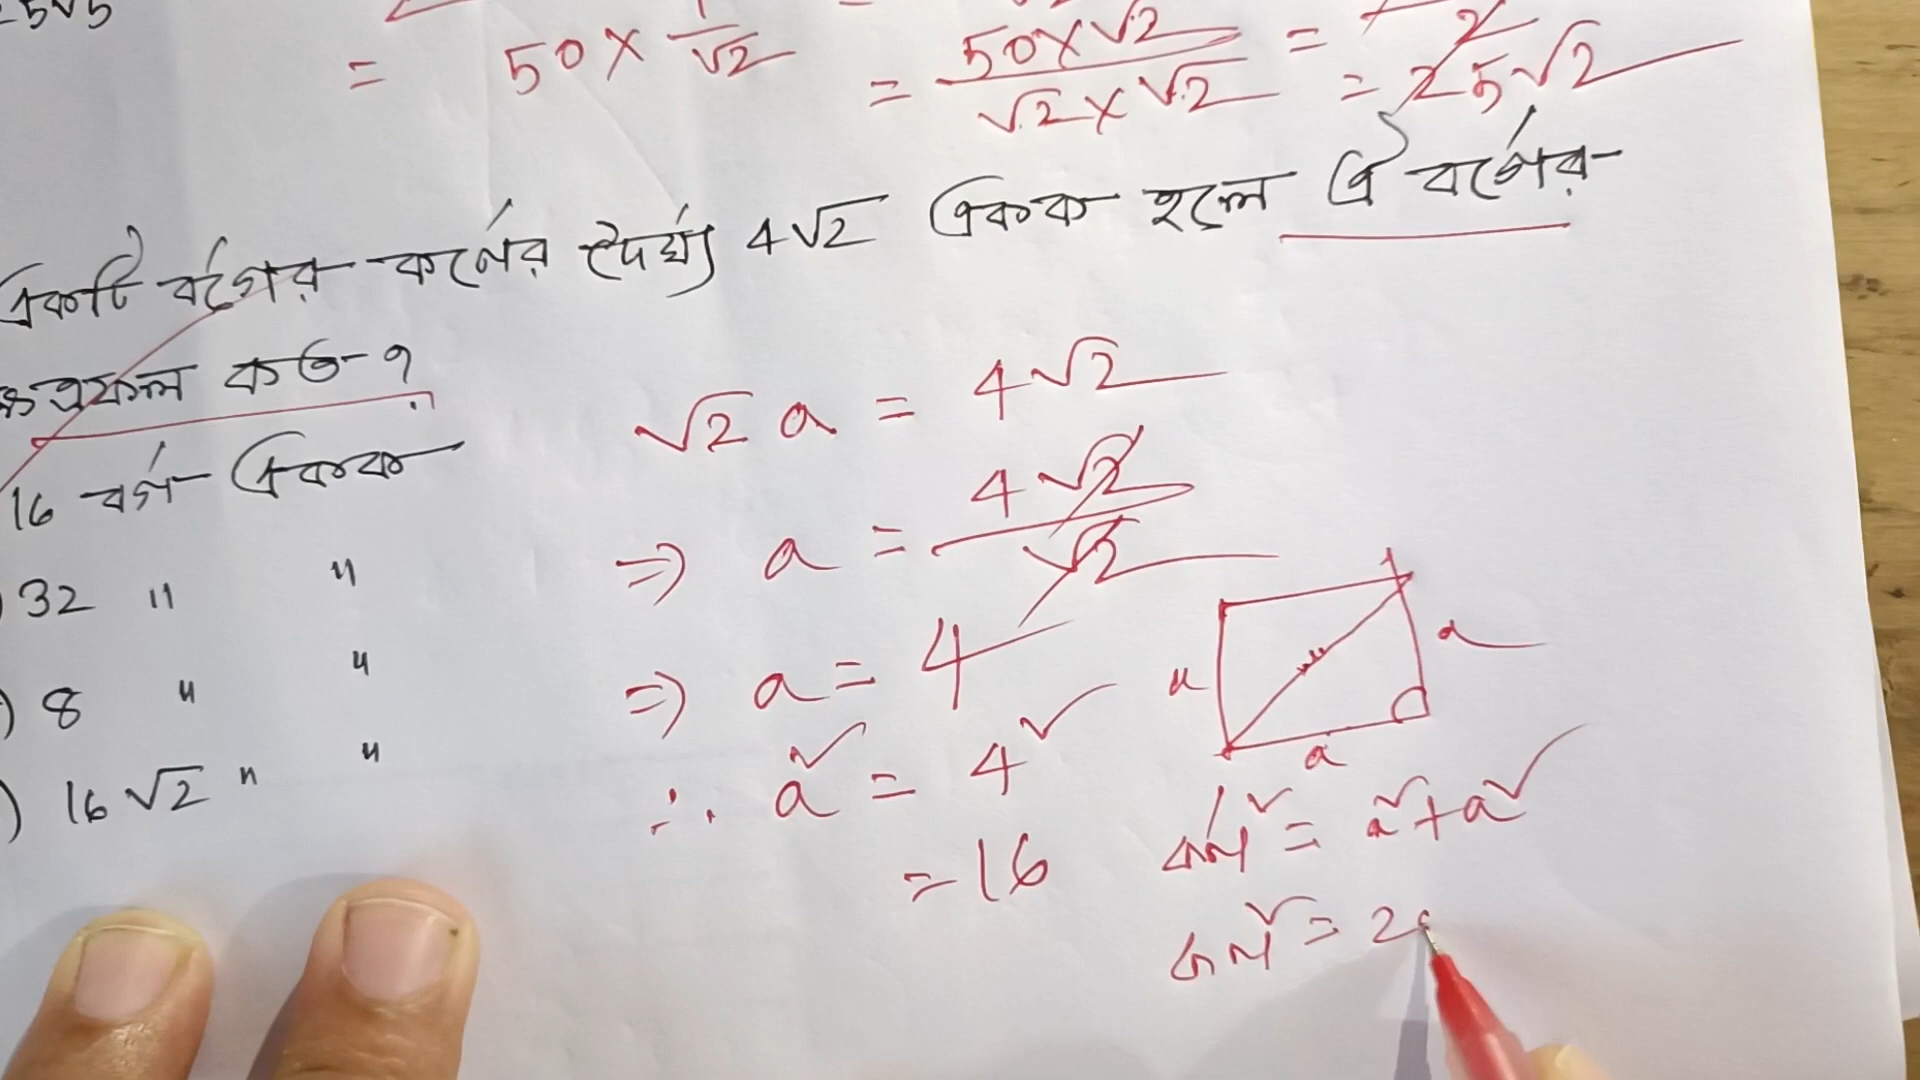 = 50 × 1/√2 = 50×√2 / √2×√2 = 25√2
একটি বর্গের কর্ণের দৈর্ঘ্য 4√2 একক হলে ঐ বর্গের
ক্ষেত্রফল কত?
16 বর্গ একক
) 32 " "
) 8 " "
) 16√2 " "
√2 a = 4√2
⇒ a = 4√2 / √2
⇒ a = 4
∴ a² = 4²
= 16
a
a
a
কর্ণ² = a² + a²
কর্ণ² = 2